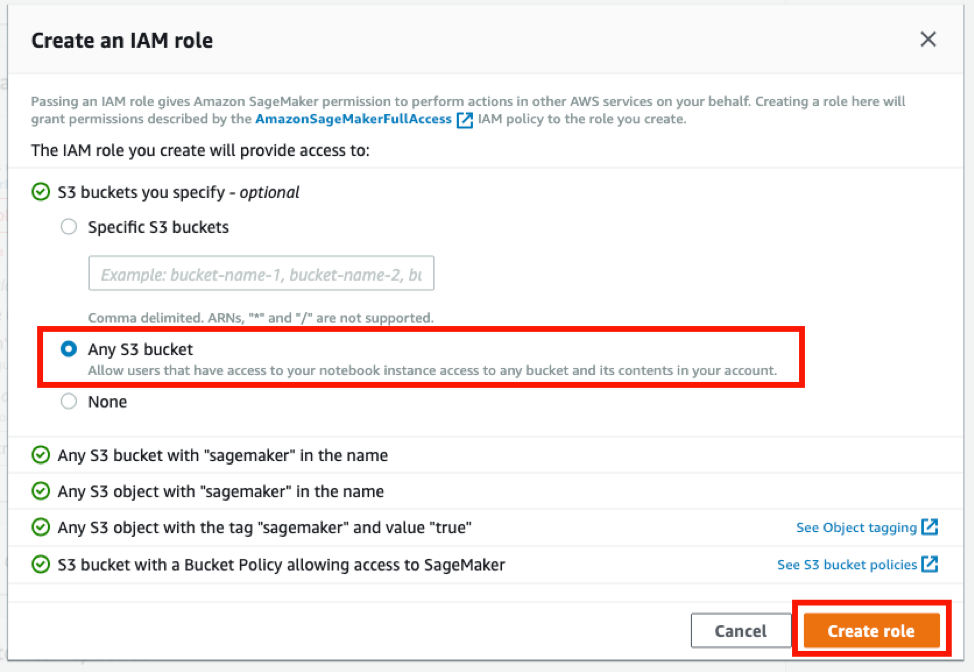 Create an IAM role
Passing an IAM role gives Amazon SageMaker permission to perform actions in other AWS services on your behalf. Creating a role here will
grant permissions described by the AmazonSageMakerFullAccess IAM policy to the role you create.
The IAM role you create will provide access to:
S3 buckets you specify - optional
Specific S3 buckets
Example: bucket-name-1, bucket-name-2, bu
Comma delimited. ARNs, "*" and "/" are not supported.
Any S3 bucket
Allow users that have access to your notebook instance access to any bucket and its contents in your account.
None
Any S3 bucket with "sagemaker" in the name
Any S3 object with "sagemaker" in the name
Any S3 object with the tag "sagemaker" and value "true" See Object tagging
S3 bucket with a Bucket Policy allowing access to SageMaker See S3 bucket policies
Cancel Create role